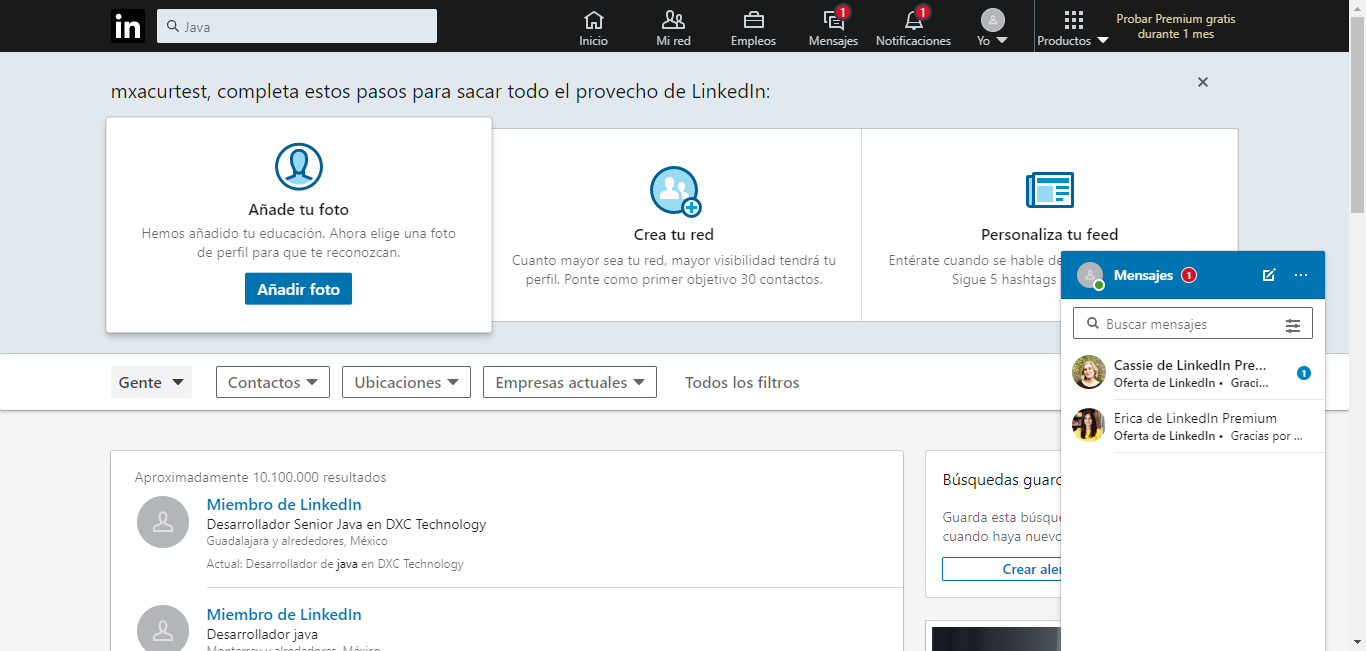 in
Java
Inicio
Mi red
Empleos
1
Mensajes
1
Notificaciones
Yo
Productos
Probar Premium gratis
durante 1 mes
mxacurtest, completa estos pasos para sacar todo el provecho de LinkedIn:
Añade tu foto
Hemos añadido tu educación. Ahora elige una foto
de perfil para que te reconozcan.
Añadir foto
Crea tu red
Cuanto mayor sea tu red, mayor visibilidad tendrá tu
perfil. Ponte como primer objetivo 30 contactos.
Personaliza tu feed
Entérate cuando se hable de
Sigue 5 hashtags
Mensajes 1
Buscar mensajes
Cassie de LinkedIn Pre...
Oferta de LinkedIn • Graci...
1
Erica de LinkedIn Premium
Oferta de LinkedIn • Gracias por ...
Gente
Contactos
Ubicaciones
Empresas actuales
Todos los filtros
Aproximadamente 10.100.000 resultados
Miembro de LinkedIn
Desarrollador Senior Java en DXC Technology
Guadalajara y alrededores, México
Actual: Desarrollador de java en DXC Technology
Miembro de LinkedIn
Desarrollador java
Monterrey y alrededores, México
Búsquedas guard
Guarda esta búsque
cuando haya nuevo
Crear aler